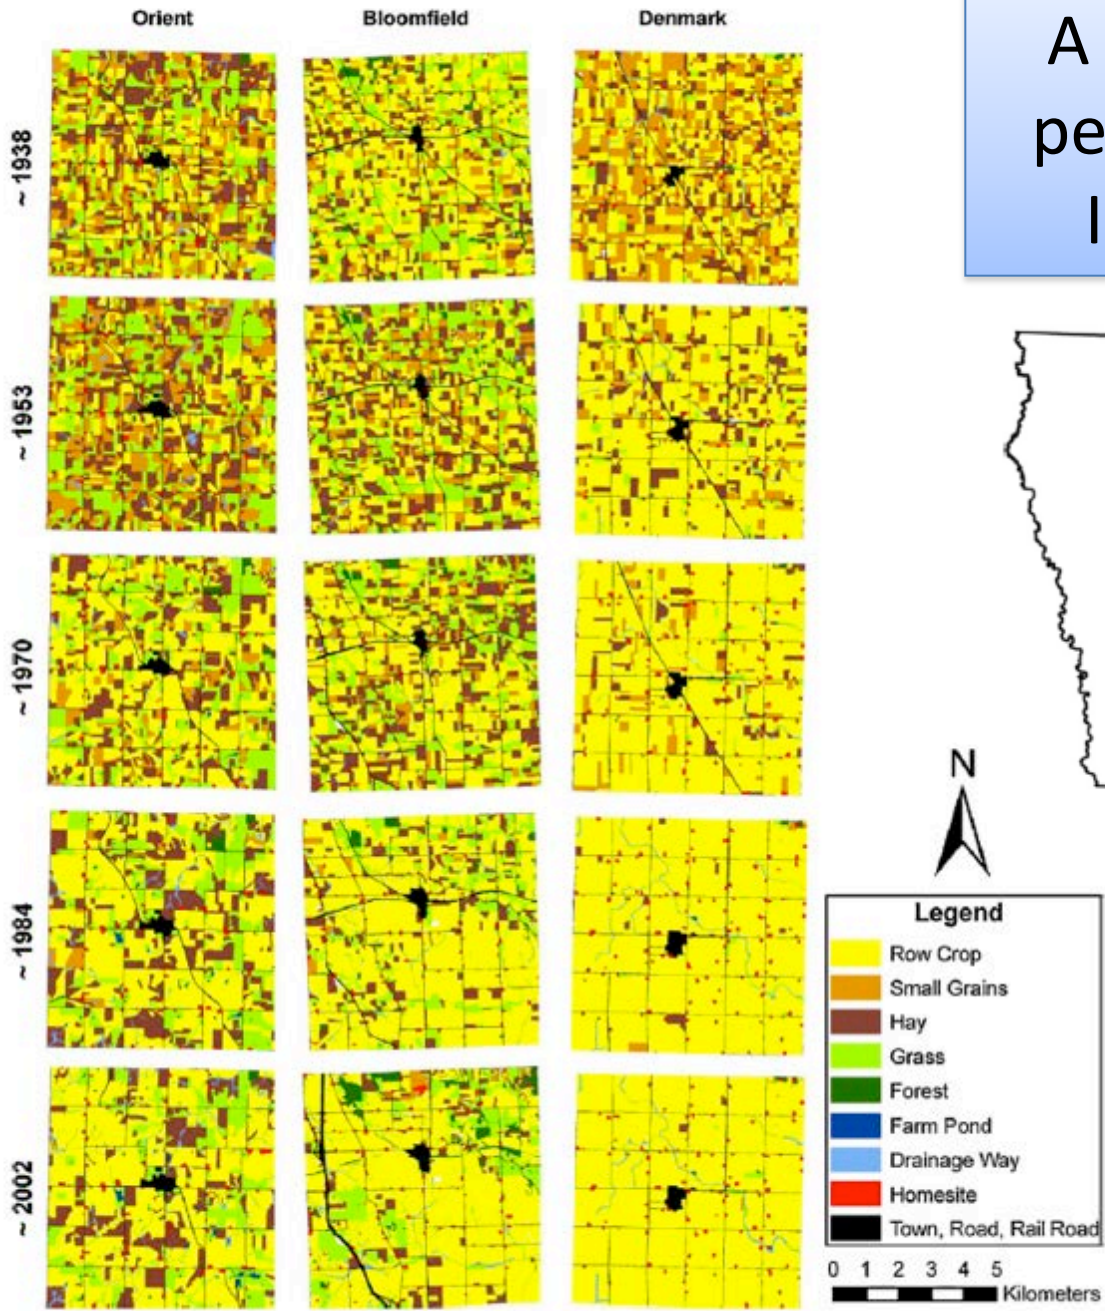 Orient Bloomfield Denmark
A
pe
l
~ 1938
~ 1953
~ 1970
~ 1984
~ 2002
N
Legend
Row Crop
Small Grains
Hay
Grass
Forest
Farm Pond
Drainage Way
Homesite
Town, Road, Rail Road
0 1 2 3 4 5 Kilometers